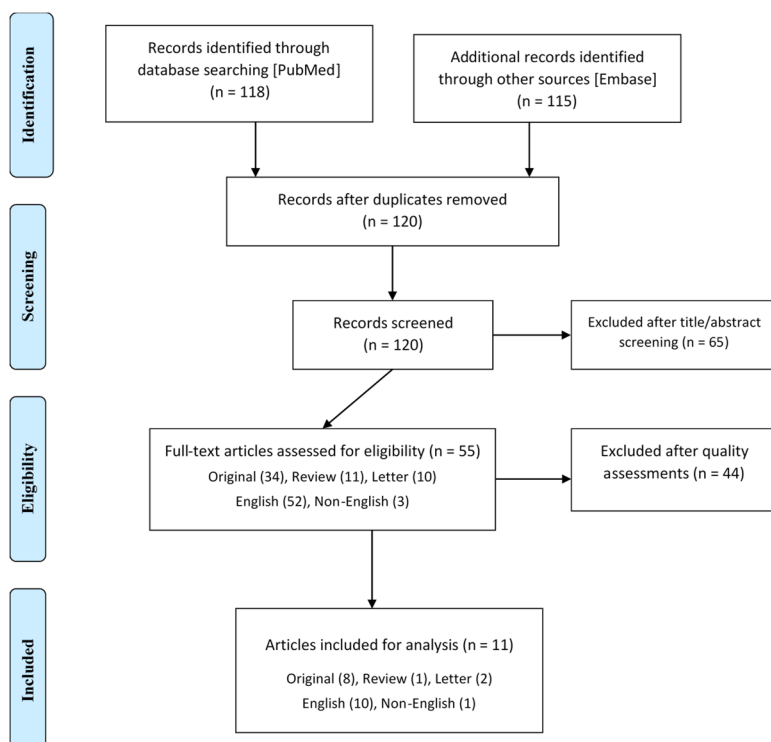 Identification
Records identified through
database searching [PubMed]
(n = 118)
Additional records identified
through other sources [Embase]
(n = 115)
Records after duplicates removed
(n = 120)
Screening
Records screened
(n = 120)
Excluded after title/abstract
screening (n = 65)
Eligibility
Full-text articles assessed for eligibility (n = 55)
Original (34), Review (11), Letter (10)
English (52), Non-English (3)
Excluded after quality
assessments (n = 44)
Included
Articles included for analysis (n = 11)
Original (8), Review (1), Letter (2)
English (10), Non-English (1)